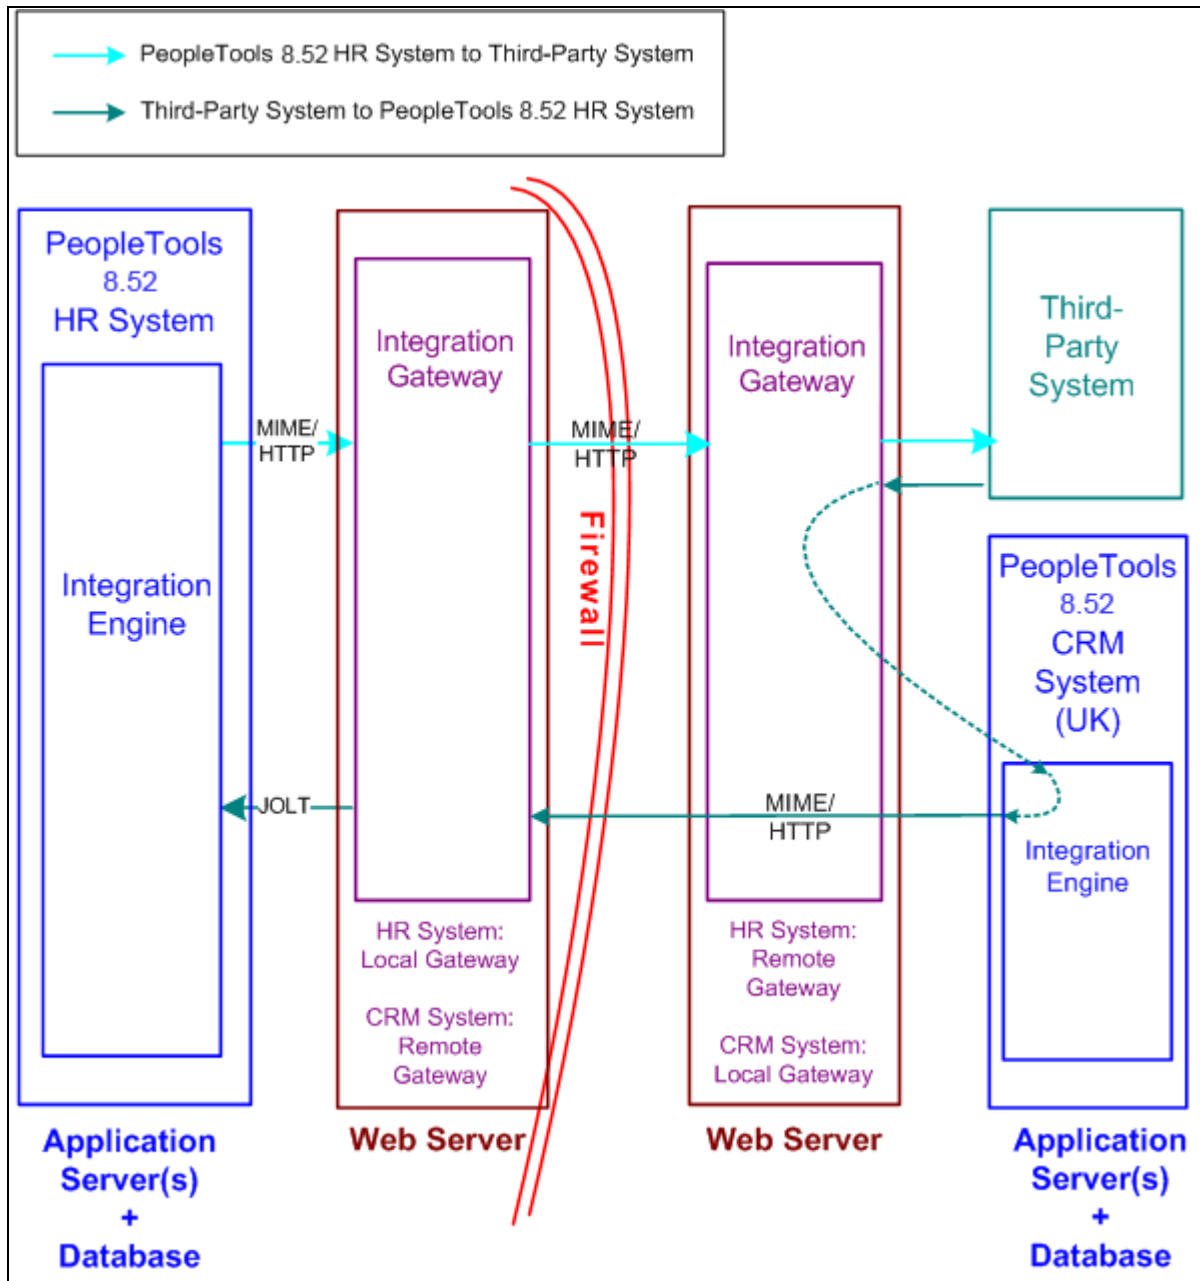 PeopleTools 8.52 HR System to Third-Party System
Third-Party System to PeopleTools 8.52 HR System
PeopleTools
8.52
HR System
Integration
Engine
MIME/
HTTP
JOLT
Integration
Gateway
HR System:
Local Gateway
CRM System:
Remote
Gateway
MIME/
HTTP
Firewall
Integration
Gateway
MIME/
HTTP
HR System:
Remote
Gateway
CRM System:
Local Gateway
Third-
Party
System
PeopleTools
8.52
CRM
System
(UK)
Integration
Engine
Application
Server(s)
+
Database
Web Server
Web Server
Application
Server(s)
+
Database